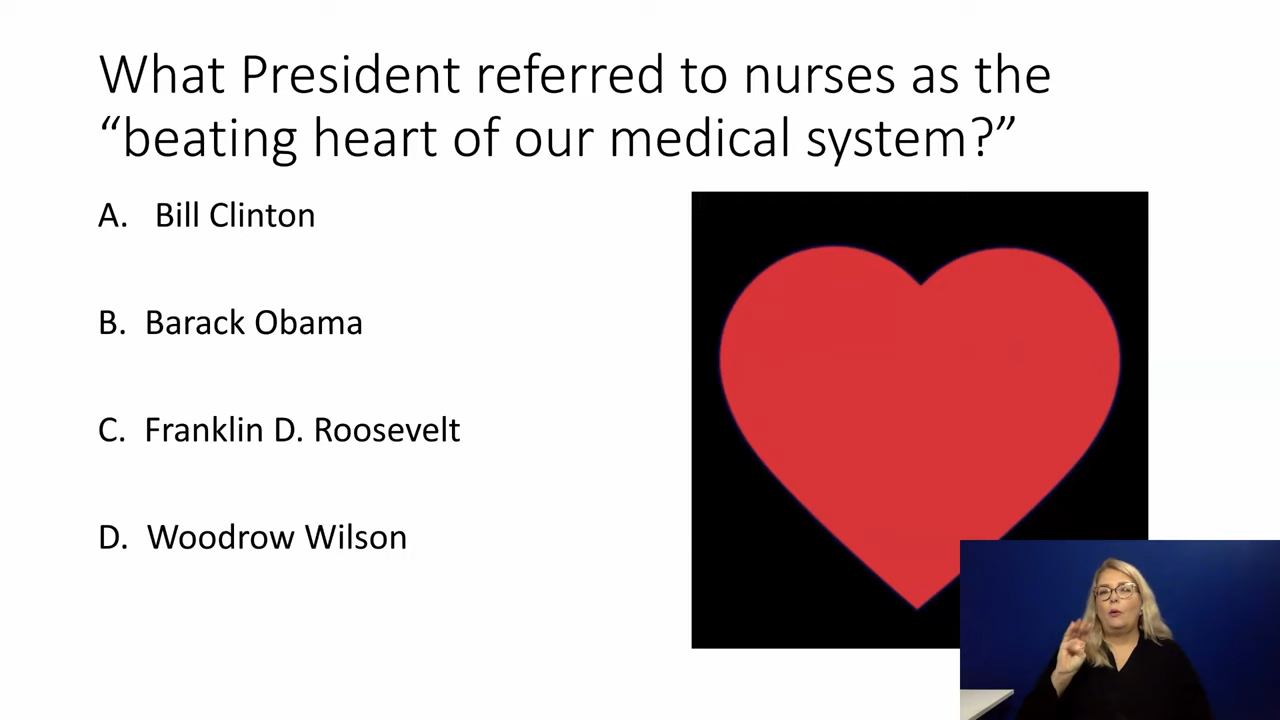 What President referred to nurses as the
“beating heart of our medical system?”
A. Bill Clinton
B. Barack Obama
C. Franklin D. Roosevelt
D. Woodrow Wilson